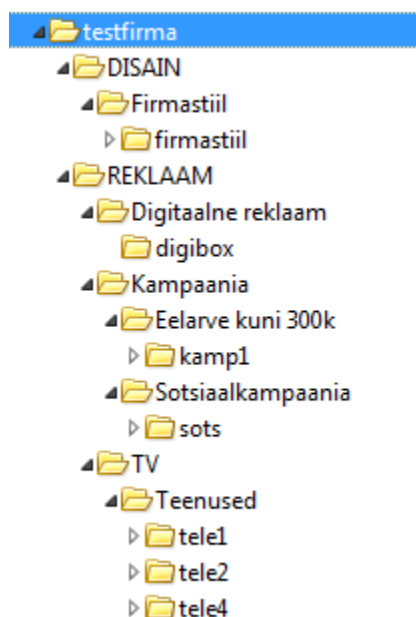 testfirma
DISAIN
Firmastiil
firmastiil
REKLAAM
Digitaalne reklaam
digibox
Kampaania
Eelarve kuni 300k
kamp1
Sotsiaalkampaania
sots
TV
Teenused
tele1
tele2
tele4